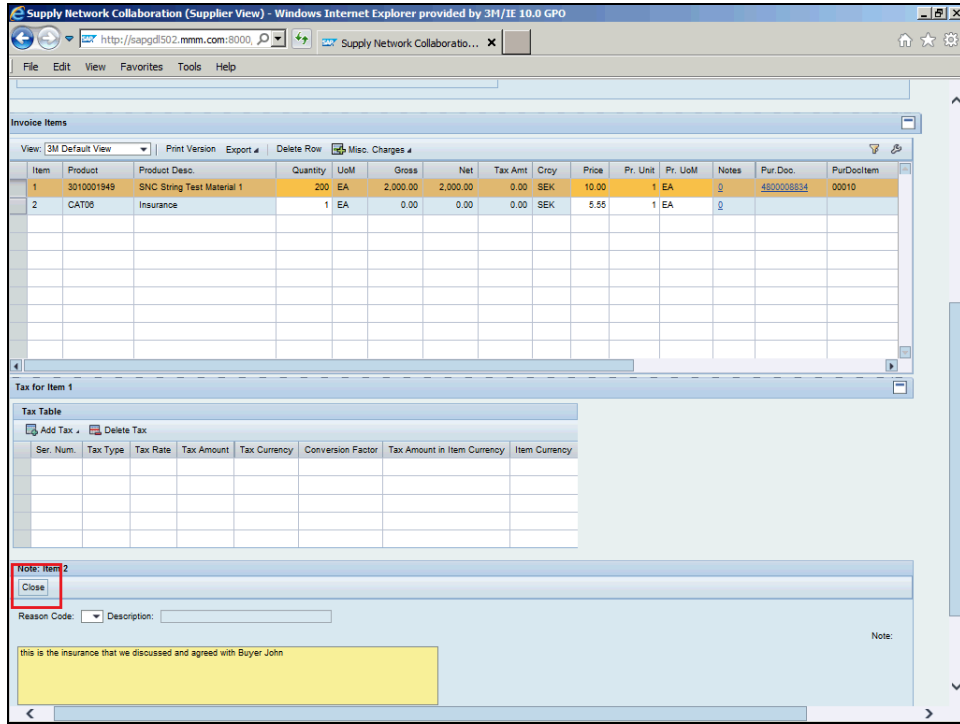 Supply Network Collaboration (Supplier View) - Windows Internet Explorer provided by 3M/IE 10.0 GPO
http://sapgdl502.mmm.com:8000, Supply Network Collaboratio...
File Edit View Favorites Tools Help
Invoice Items
View: 3M Default View Print Version Export Delete Row Misc. Charges
Item Product Product Desc. Quantity UoM Gross Net Tax Amt Crcy Price Pr. Unit Pr. UoM Notes Pur.Doc. PurDocItem
1 3010001949 SNC String Test Material 1 200 EA 2,000.00 2,000.00 0.00 SEK 10.00 1 EA 0 4800008834 00010
2 CAT06 Insurance 1 EA 0.00 0.00 0.00 SEK 5.55 1 EA 0
Tax for Item 1
Tax Table
Add Tax Delete Tax
Ser. Num. Tax Type Tax Rate Tax Amount Tax Currency Conversion Factor Tax Amount in Item Currency Item Currency
Note: Item 2
Close
Reason Code: Description:
Note:
this is the insurance that we discussed and agreed with Buyer John